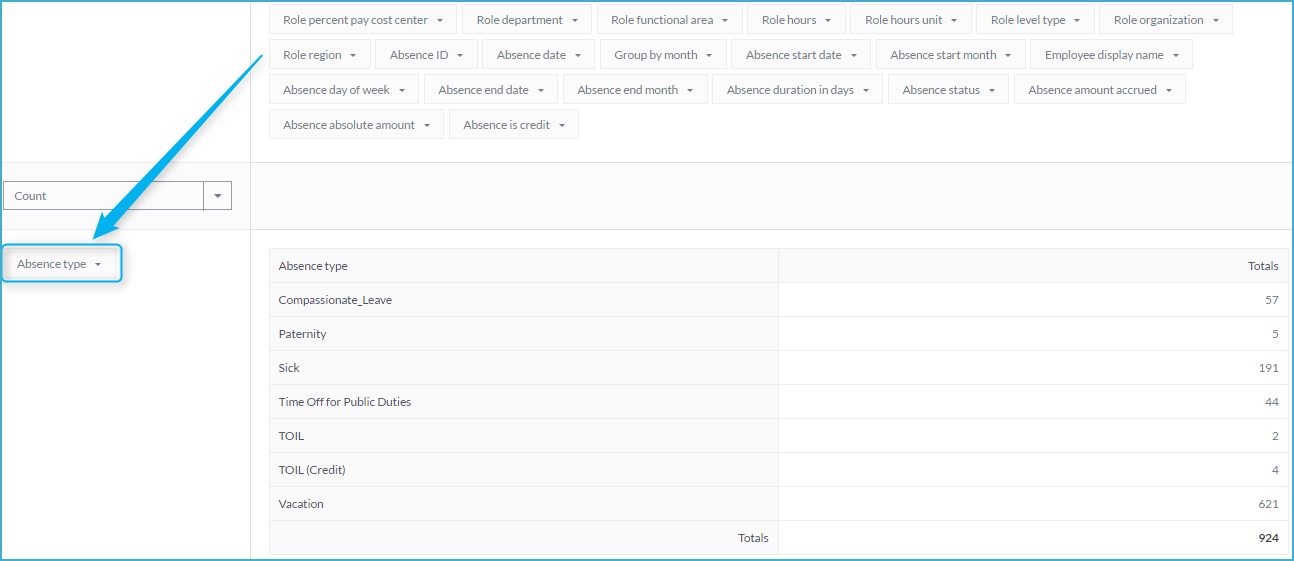 Role percent pay cost center Role department Role functional area Role hours Role hours unit Role level type Role organization
Role region Absence ID Absence date Group by month Absence start date Absence start month Employee display name
Absence day of week Absence end date Absence end month Absence duration in days Absence status Absence amount accrued
Absence absolute amount Absence is credit
Count
Absence type
Absence type Totals
Compassionate_Leave 57
Paternity 5
Sick 191
Time Off for Public Duties 44
TOIL 2
TOIL (Credit) 4
Vacation 621
Totals 924